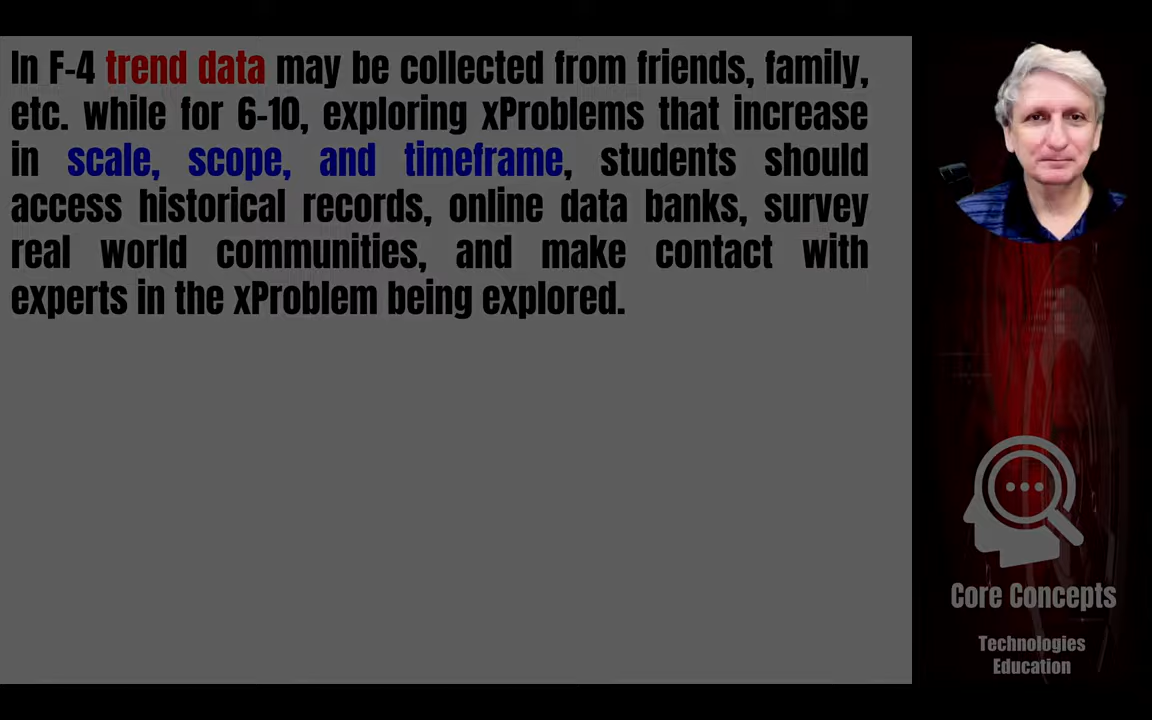 In F-4 trend data may be collected from friends, family,
etc. while for 6-10, exploring xProblems that increase
in scale, scope, and timeframe, students should
access historical records, online data banks, survey
real world communities, and make contact with
experts in the xProblem being explored.
Core Concepts
Technologies
Education